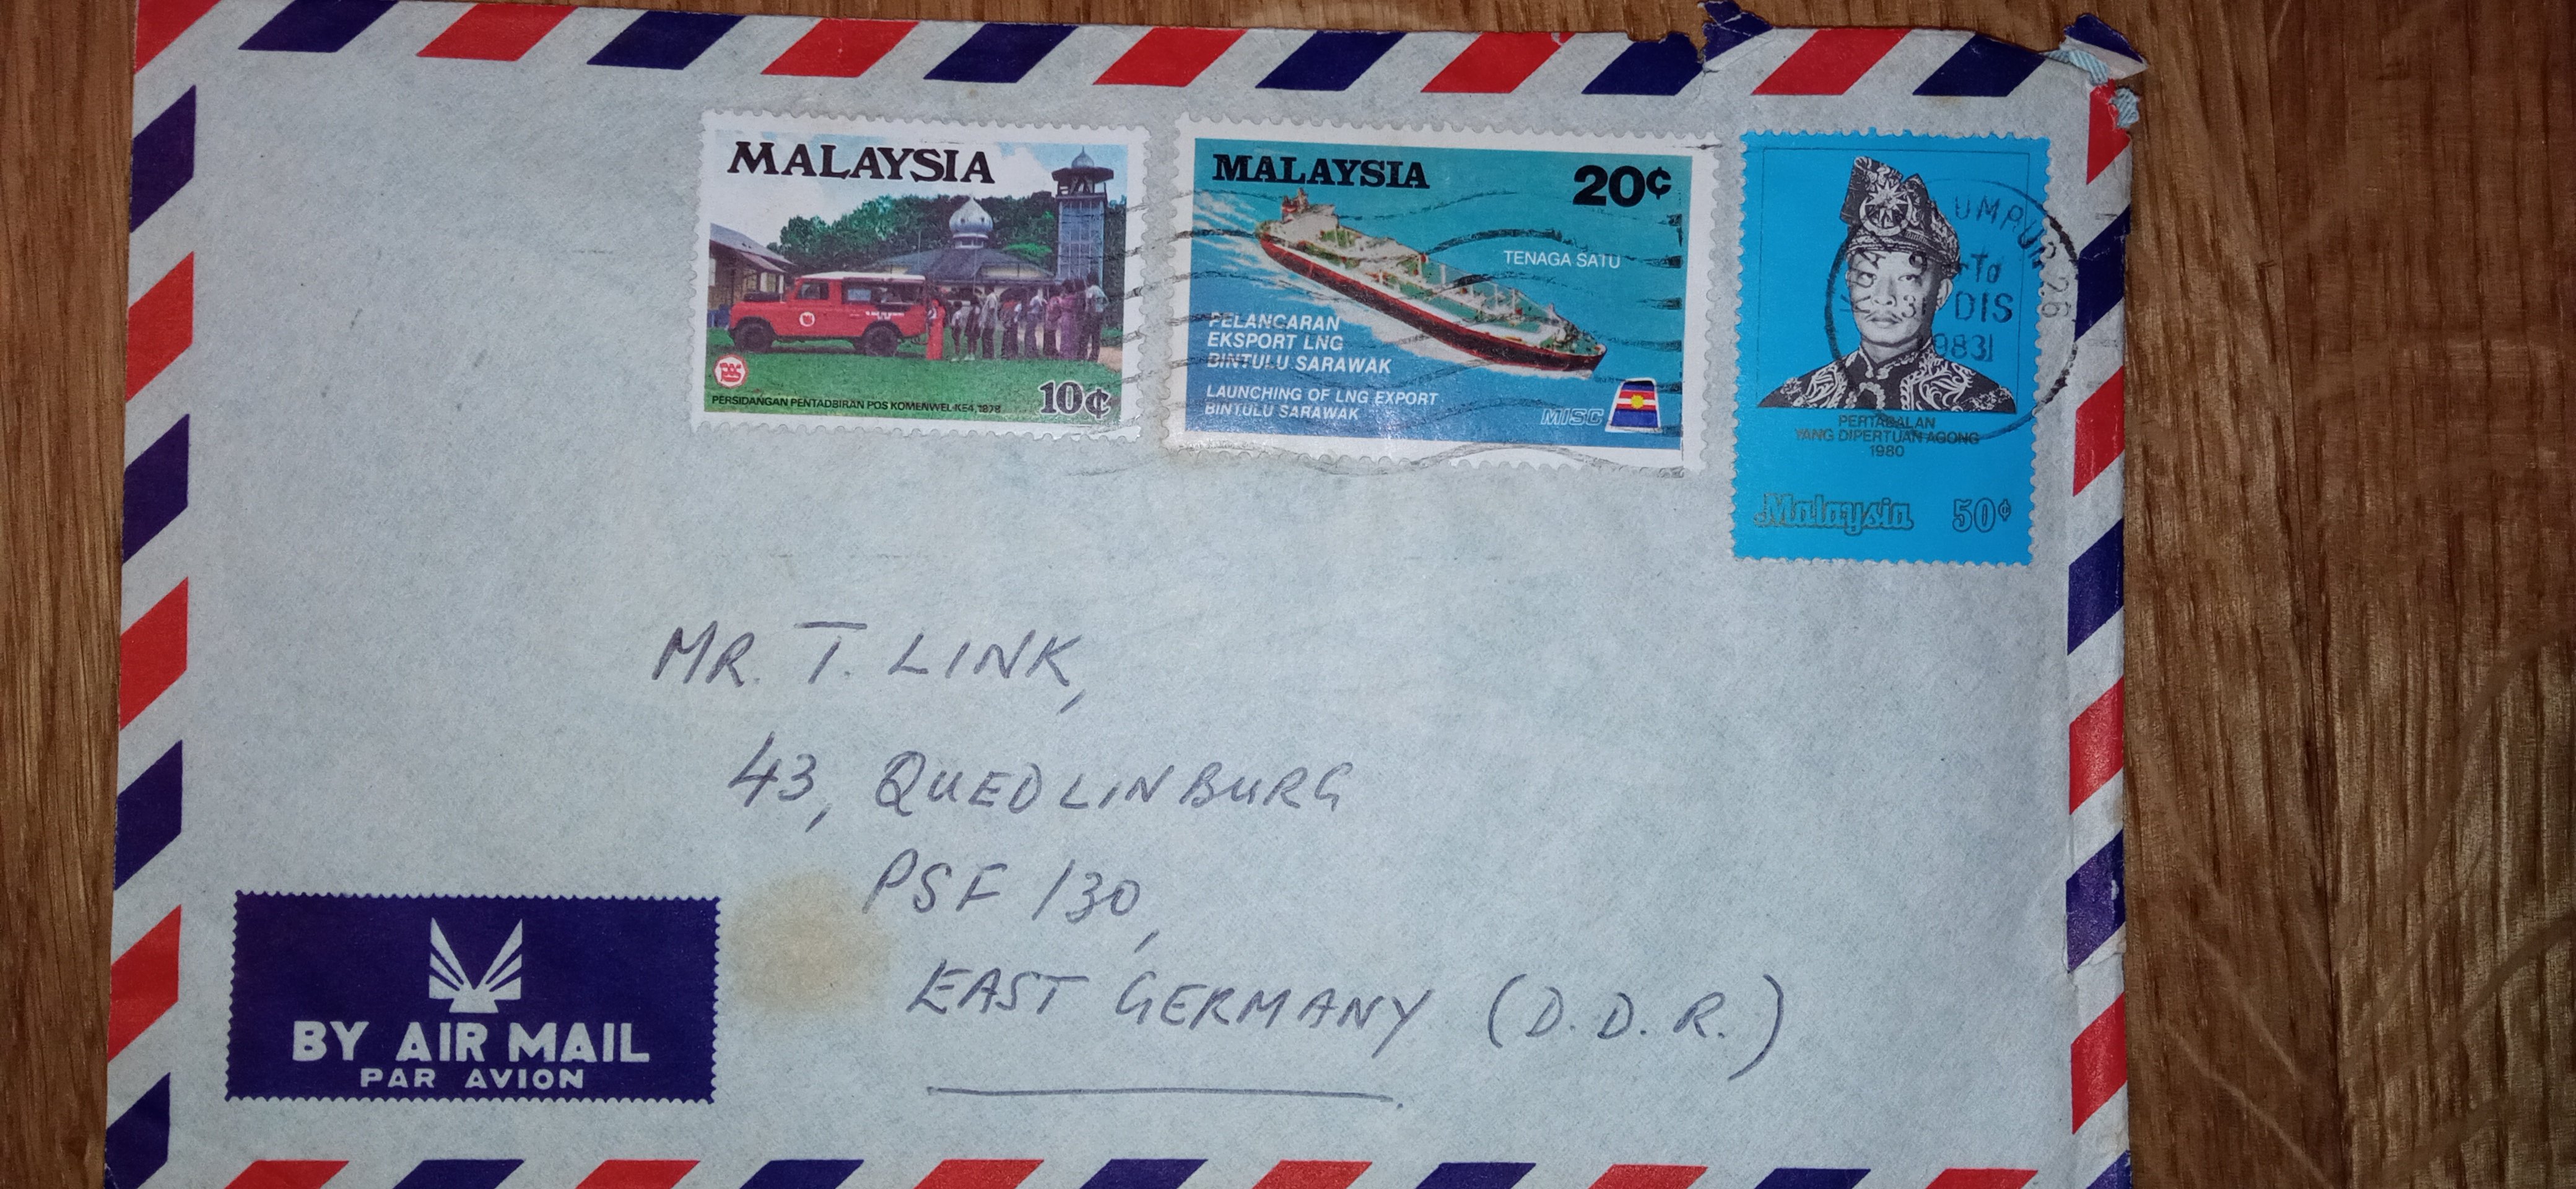 MALAYSIA
PERSIDANGAN PENTADBIRAN POS KOMENWEL KE4, 1978
10¢
MALAYSIA
20¢
TENAGA SATU
PELANCARAN
EKSPORT LNG
BINTULU SARAWAK
LAUNCHING OF LNG EXPORT
BINTULU SARAWAK
MISC
UMPUR 26
DIS
1983
PERTABALAN
YANG DIPERTUAN AGONG
1980
Malaysia 50¢
MR. T. LINK,
43, QUEDLINBURG
PSF 130,
EAST GERMANY (D.D.R.)
BY AIR MAIL
PAR AVION